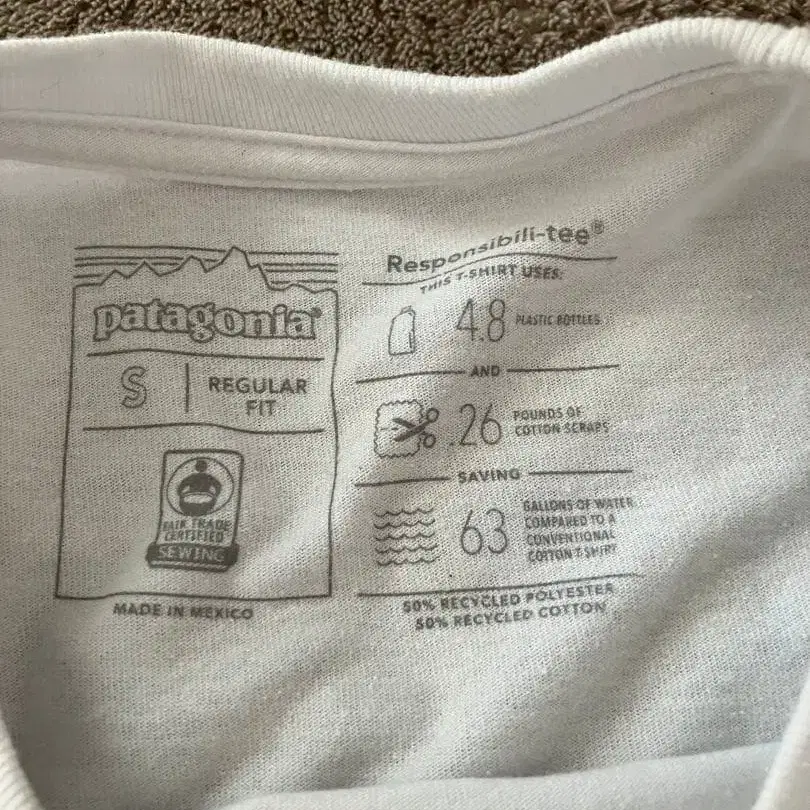 patagonia®
S
REGULAR
FIT
FAIR TRADE
CERTIFIED
SEWING
MADE IN MEXICO
Responsibili-tee®
THIS T-SHIRT USES:
4.8
PLASTIC BOTTLES
AND
.26
POUNDS OF
COTTON SCRAPS
SAVING
63
GALLONS OF WATER
COMPARED TO A
CONVENTIONAL
COTTON T-SHIRT
50% RECYCLED POLYESTER
50% RECYCLED COTTON